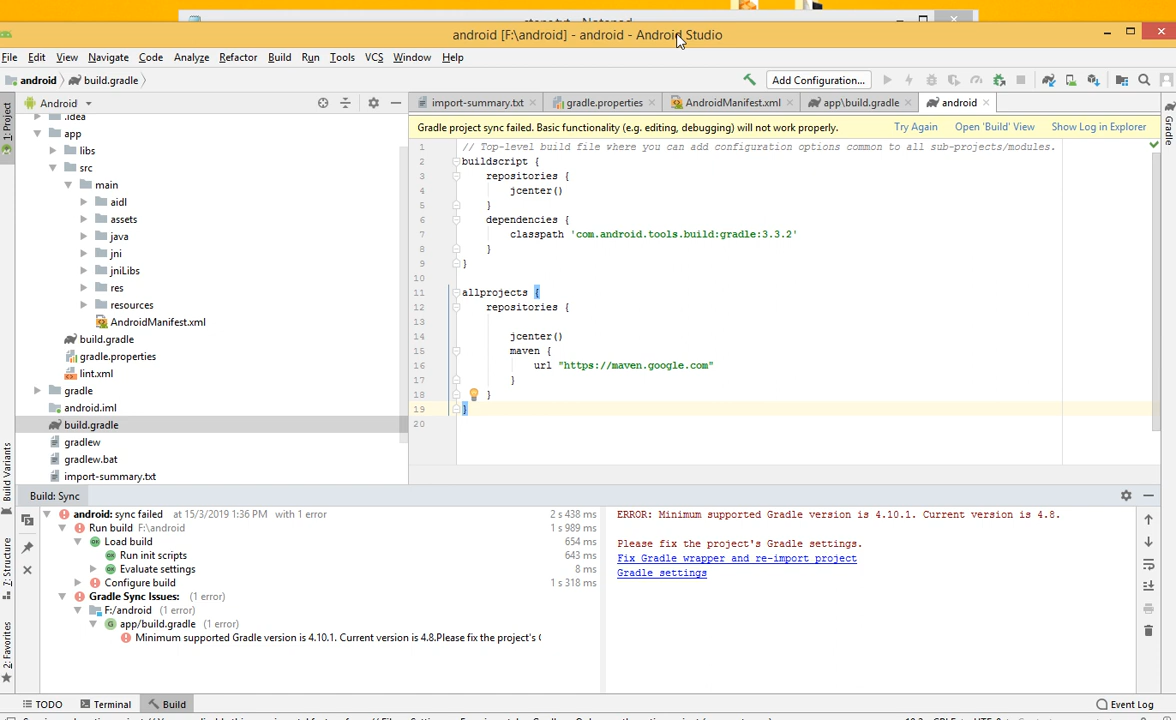 steps.txt - Notepad
android [F:\android] - android - Android Studio
File Edit View Navigate Code Analyze Refactor Build Run Tools VCS Window Help
android build.gradle
Add Configuration...
1: Project
Android
import-summary.txt gradle.properties AndroidManifest.xml app\build.gradle android
Gradle
Gradle project sync failed. Basic functionality (e.g. editing, debugging) will not work properly. Try Again Open 'Build' View Show Log in Explorer
.idea
app
libs
src
main
aidl
assets
java
jni
jniLibs
res
resources
AndroidManifest.xml
build.gradle
gradle.properties
lint.xml
gradle
android.iml
build.gradle
gradlew
gradlew.bat
import-summary.txt
1 // Top-level build file where you can add configuration options common to all sub-projects/modules.
2 buildscript {
3 repositories {
4 jcenter()
5 }
6 dependencies {
7 classpath 'com.android.tools.build:gradle:3.3.2'
8 }
9 }
10
11 allprojects {
12 repositories {
13
14 jcenter()
15 maven {
16 url "https://maven.google.com"
17 }
18 }
19 }
20
Build Variants
7: Structure
2: Favorites
Build: Sync
android: sync failed at 15/3/2019 1:36 PM with 1 error 2 s 438 ms
Run build F:\android 1 s 989 ms
Load build 654 ms
Run init scripts 643 ms
Evaluate settings 8 ms
Configure build 1 s 318 ms
Gradle Sync Issues: (1 error)
F:/android (1 error)
app/build.gradle (1 error)
Minimum supported Gradle version is 4.10.1. Current version is 4.8.Please fix the project's
ERROR: Minimum supported Gradle version is 4.10.1. Current version is 4.8.
Please fix the project's Gradle settings.
Fix Gradle wrapper and re-import project
Gradle settings
TODO Terminal Build Event Log